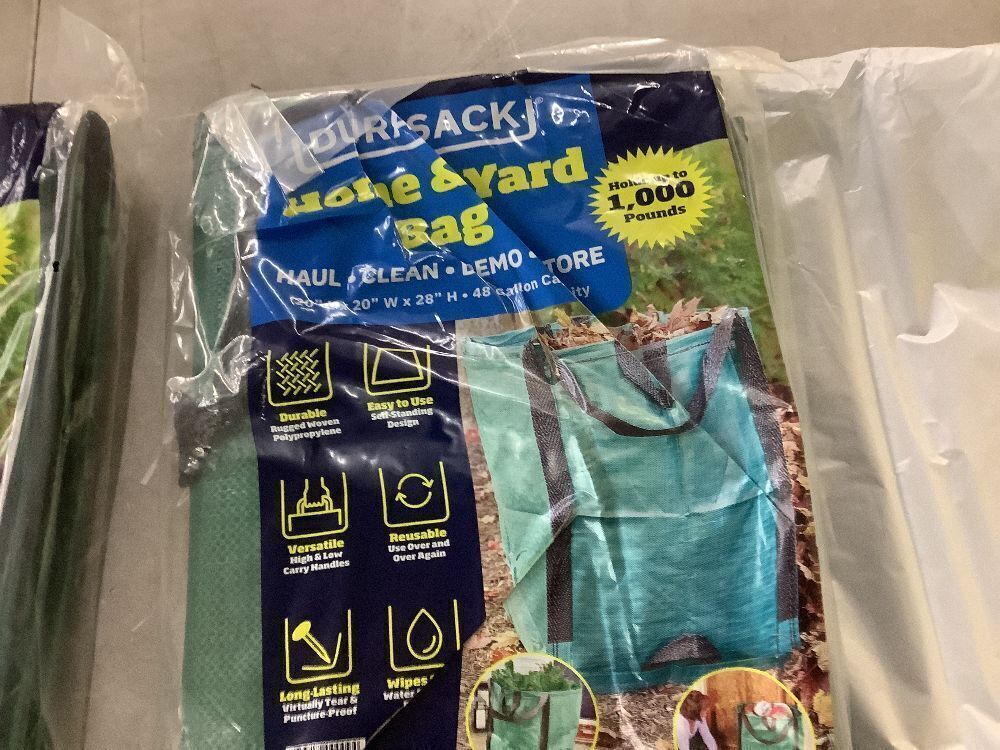 DURASACK
Home & Yard
Bag
HAUL • CLEAN • DEMO • STORE
20" W x 28" H • 48 Gallon Capacity
Holds up to
1,000
Pounds
Durable
Rugged Woven
Polypropylene
Easy to Use
Self-Standing
Design
Versatile
High & Low
Carry Handles
Reusable
Use Over and
Over Again
Long-Lasting
Virtually Tear &
Puncture-Proof
Wipes
Water